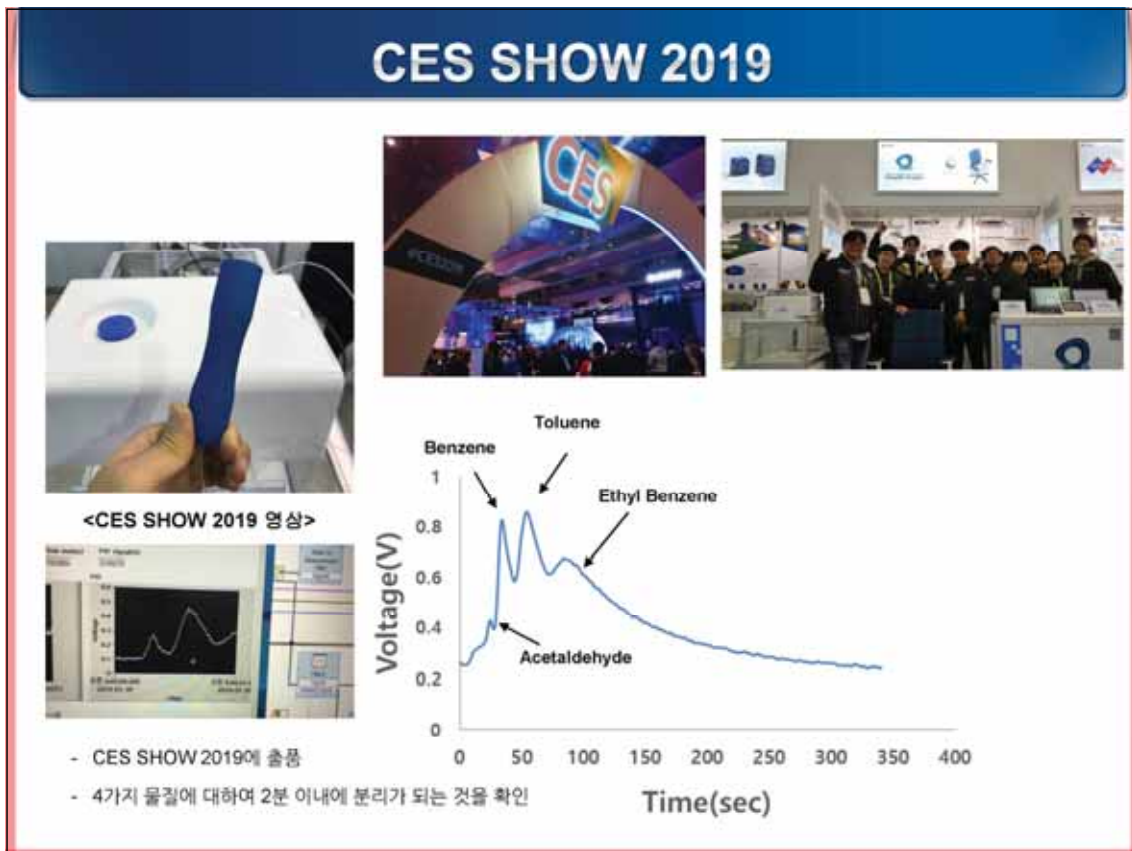 CES SHOW 2019
CES
<CES SHOW 2019 영상>
Benzene
Toluene
Ethyl Benzene
Acetaldehyde
Voltage(V)
1
0.8
0.6
0.4
0.2
0
0 50 100 150 200 250 300 350 400
Time(sec)
- CES SHOW 2019에 출품
- 4가지 물질에 대하여 2분 이내에 분리가 되는 것을 확인